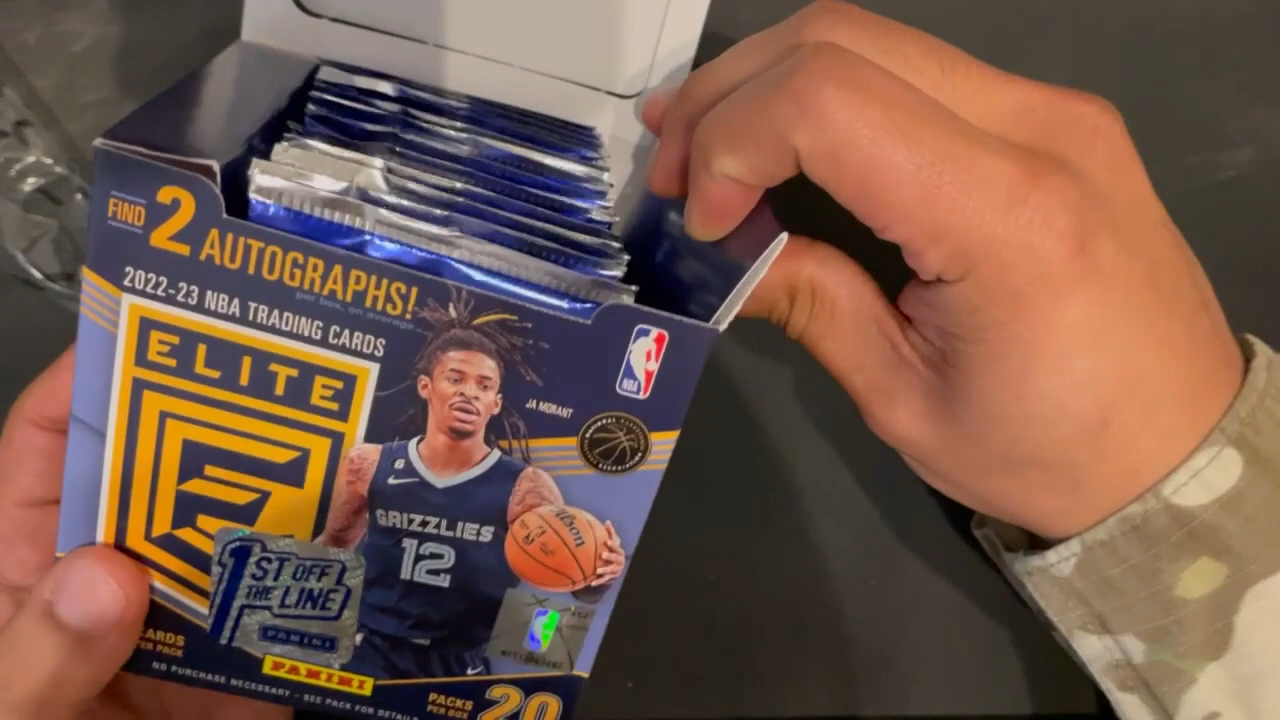 FIND 2 AUTOGRAPHS!
per box, on average
2022-23 NBA TRADING CARDS
ELITE
E
NBA
JA MORANT
6
GRIZZLIES
12
Wilson
1ST OFF
THE LINE
PANINI
PANINI
CARDS
PER PACK
NO PURCHASE NECESSARY – SEE PACK FOR DETAILS
PACKS
PER BOX
20